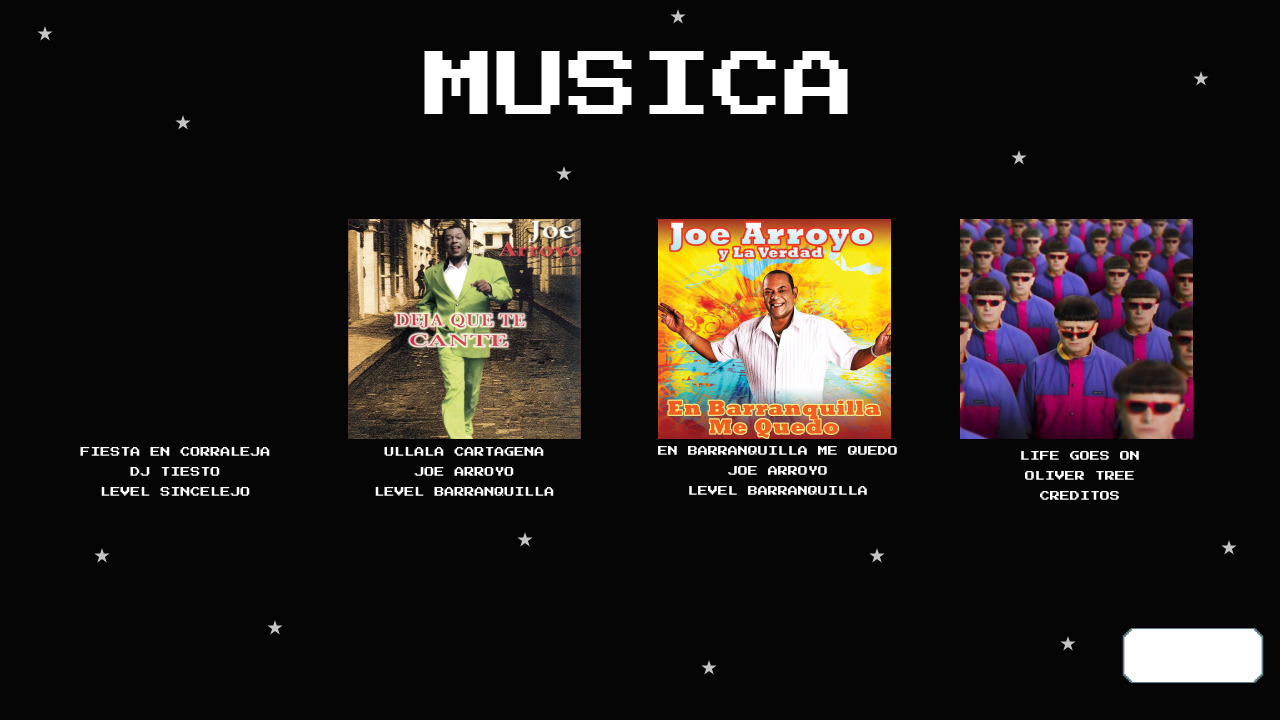 MUSICA
Joe
Arroyo
DEJA QUE TE
CANTE
Joe Arroyo
y La Verdad
En Barranquilla
Me Quedo
FIESTA EN CORRALEJA
DJ TIESTO
LEVEL SINCELEJO
ULLALA CARTAGENA
JOE ARROYO
LEVEL BARRANQUILLA
EN BARRANQUILLA ME QUEDO
JOE ARROYO
LEVEL BARRANQUILLA
LIFE GOES ON
OLIVER TREE
CREDITOS